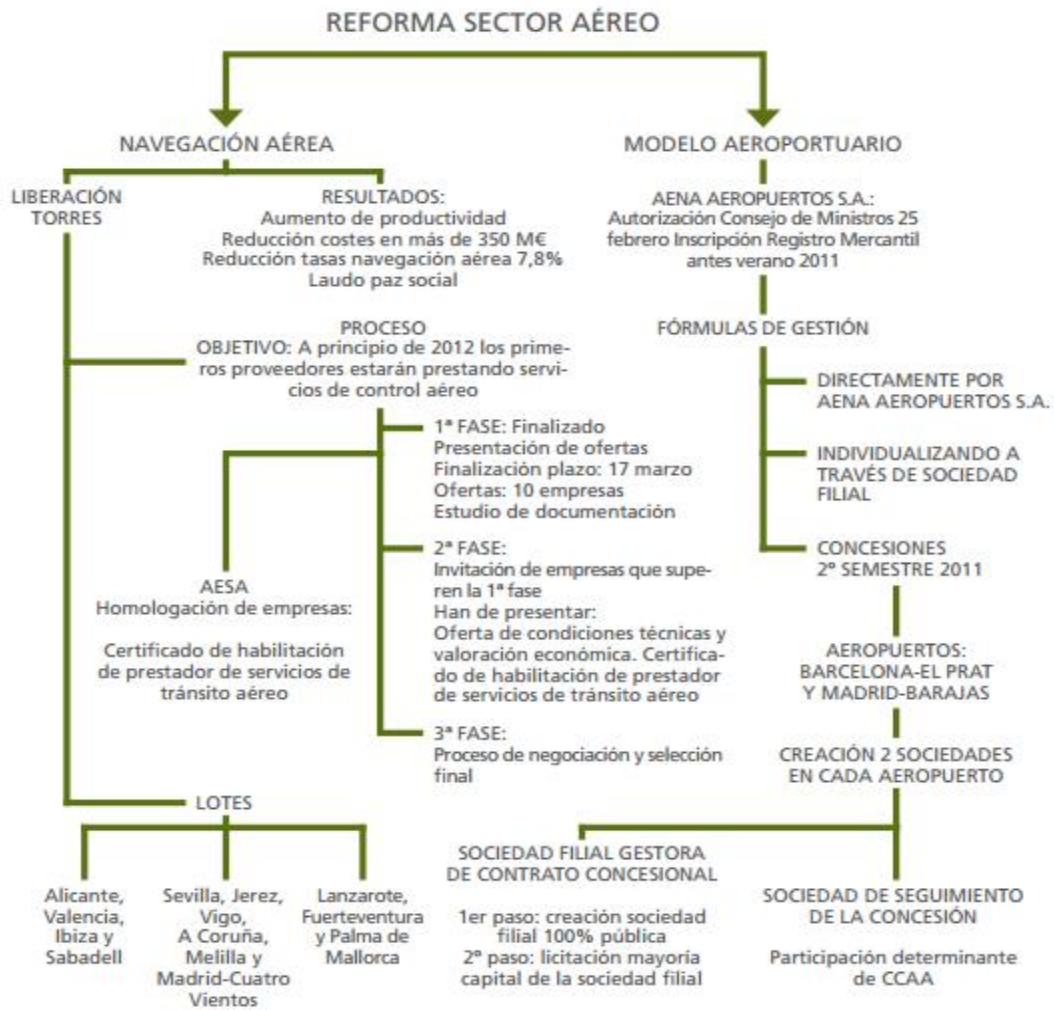 REFORMA SECTOR AÉREO
NAVEGACIÓN AÉREA
LIBERACIÓN
TORRES
RESULTADOS:
Aumento de productividad
Reducción costes en más de 350 M€
Reducción tasas navegación aérea 7,8%
Laudo paz social
PROCESO
OBJETIVO: A principio de 2012 los prime-
ros proveedores estarán prestando servi-
cios de control aéreo
1ª FASE: Finalizado
Presentación de ofertas
Finalización plazo: 17 marzo
Ofertas: 10 empresas
Estudio de documentación
2ª FASE:
Invitación de empresas que supe-
ren la 1ª fase
Han de presentar:
Oferta de condiciones técnicas y
valoración económica. Certifica-
do de habilitación de prestador
de servicios de tránsito aéreo
3ª FASE:
Proceso de negociación y selección
final
AESA
Homologación de empresas:
Certificado de habilitación
de prestador de servicios de
tránsito aéreo
LOTES
Alicante,
Valencia,
Ibiza y
Sabadell
Sevilla, Jerez,
Vigo,
A Coruña,
Melilla y
Madrid-Cuatro
Vientos
Lanzarote,
Fuerteventura
y Palma de
Mallorca
MODELO AEROPORTUARIO
AENA AEROPUERTOS S.A.:
Autorización Consejo de Ministros 25
febrero Inscripción Registro Mercantil
antes verano 2011
FÓRMULAS DE GESTIÓN
DIRECTAMENTE POR
AENA AEROPUERTOS S.A.
INDIVIDUALIZANDO A
TRAVÉS DE SOCIEDAD
FILIAL
CONCESIONES
2º SEMESTRE 2011
AEROPUERTOS:
BARCELONA-EL PRAT
Y MADRID-BARAJAS
CREACIÓN 2 SOCIEDADES
EN CADA AEROPUERTO
SOCIEDAD FILIAL GESTORA
DE CONTRATO CONCESIONAL
1er paso: creación sociedad
filial 100% pública
2º paso: licitación mayoría
capital de la sociedad filial
SOCIEDAD DE SEGUIMIENTO
DE LA CONCESIÓN
Participación determinante
de CCAA